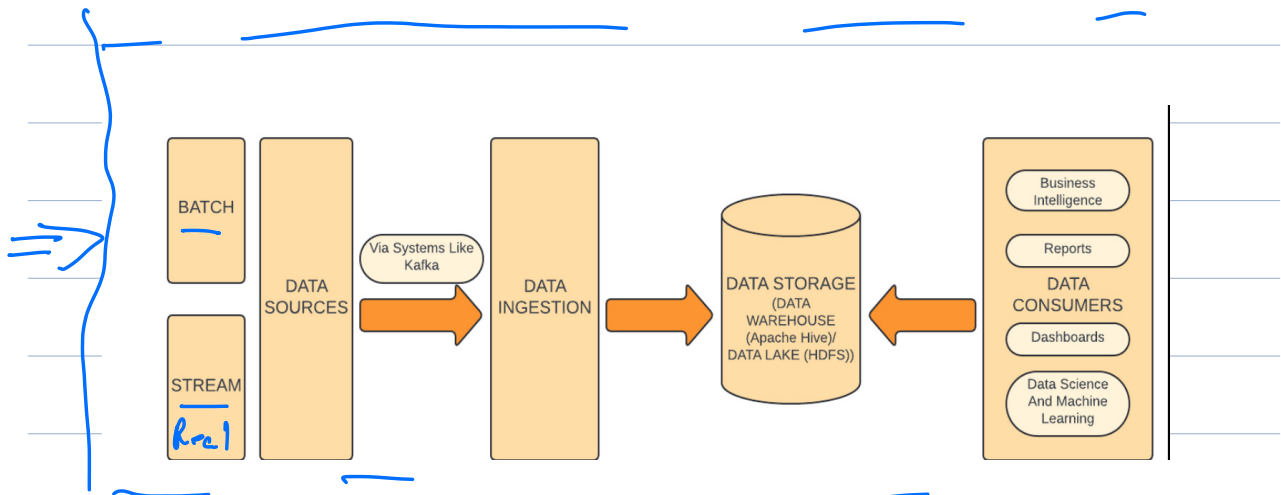 BATCH
STREAM
Real
DATA
SOURCES
Via Systems Like
Kafka
DATA
INGESTION
DATA STORAGE
(DATA
WAREHOUSE
(Apache Hive)/
DATA LAKE (HDFS))
Business
Intelligence
Reports
DATA
CONSUMERS
Dashboards
Data Science
And Machine
Learning